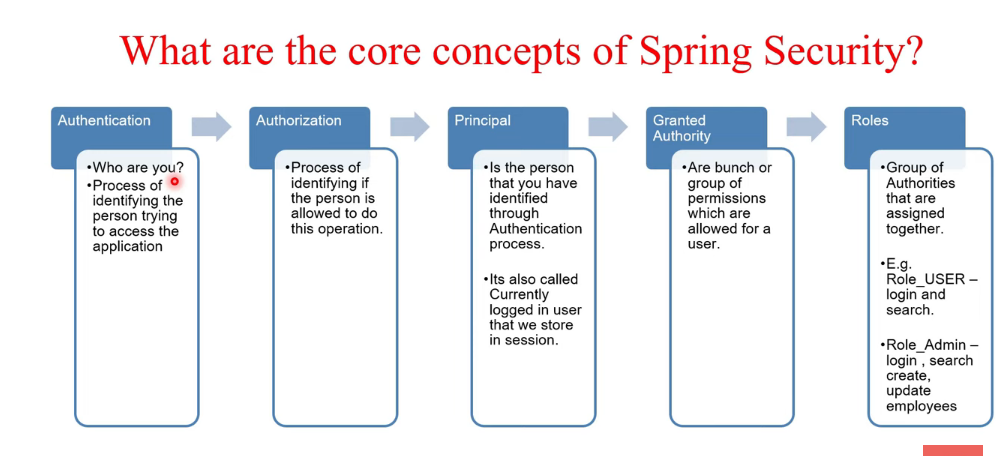 What are the core concepts of Spring Security?
Authentication
•Who are you?
•Process of
identifying the
person trying
to access the
application
Authorization
•Process of
identifying if
the person is
allowed to do
this operation.
Principal
•Is the person
that you have
identified
through
Authentication
process.
•Its also called
Currently
logged in user
that we store
in session.
Granted
Authority
•Are bunch or
group of
permissions
which are
allowed for a
user.
Roles
•Group of
Authorities
that are
assigned
together.
•E.g.
Role_USER –
login and
search.
•Role_Admin –
login , search
create,
update
employees